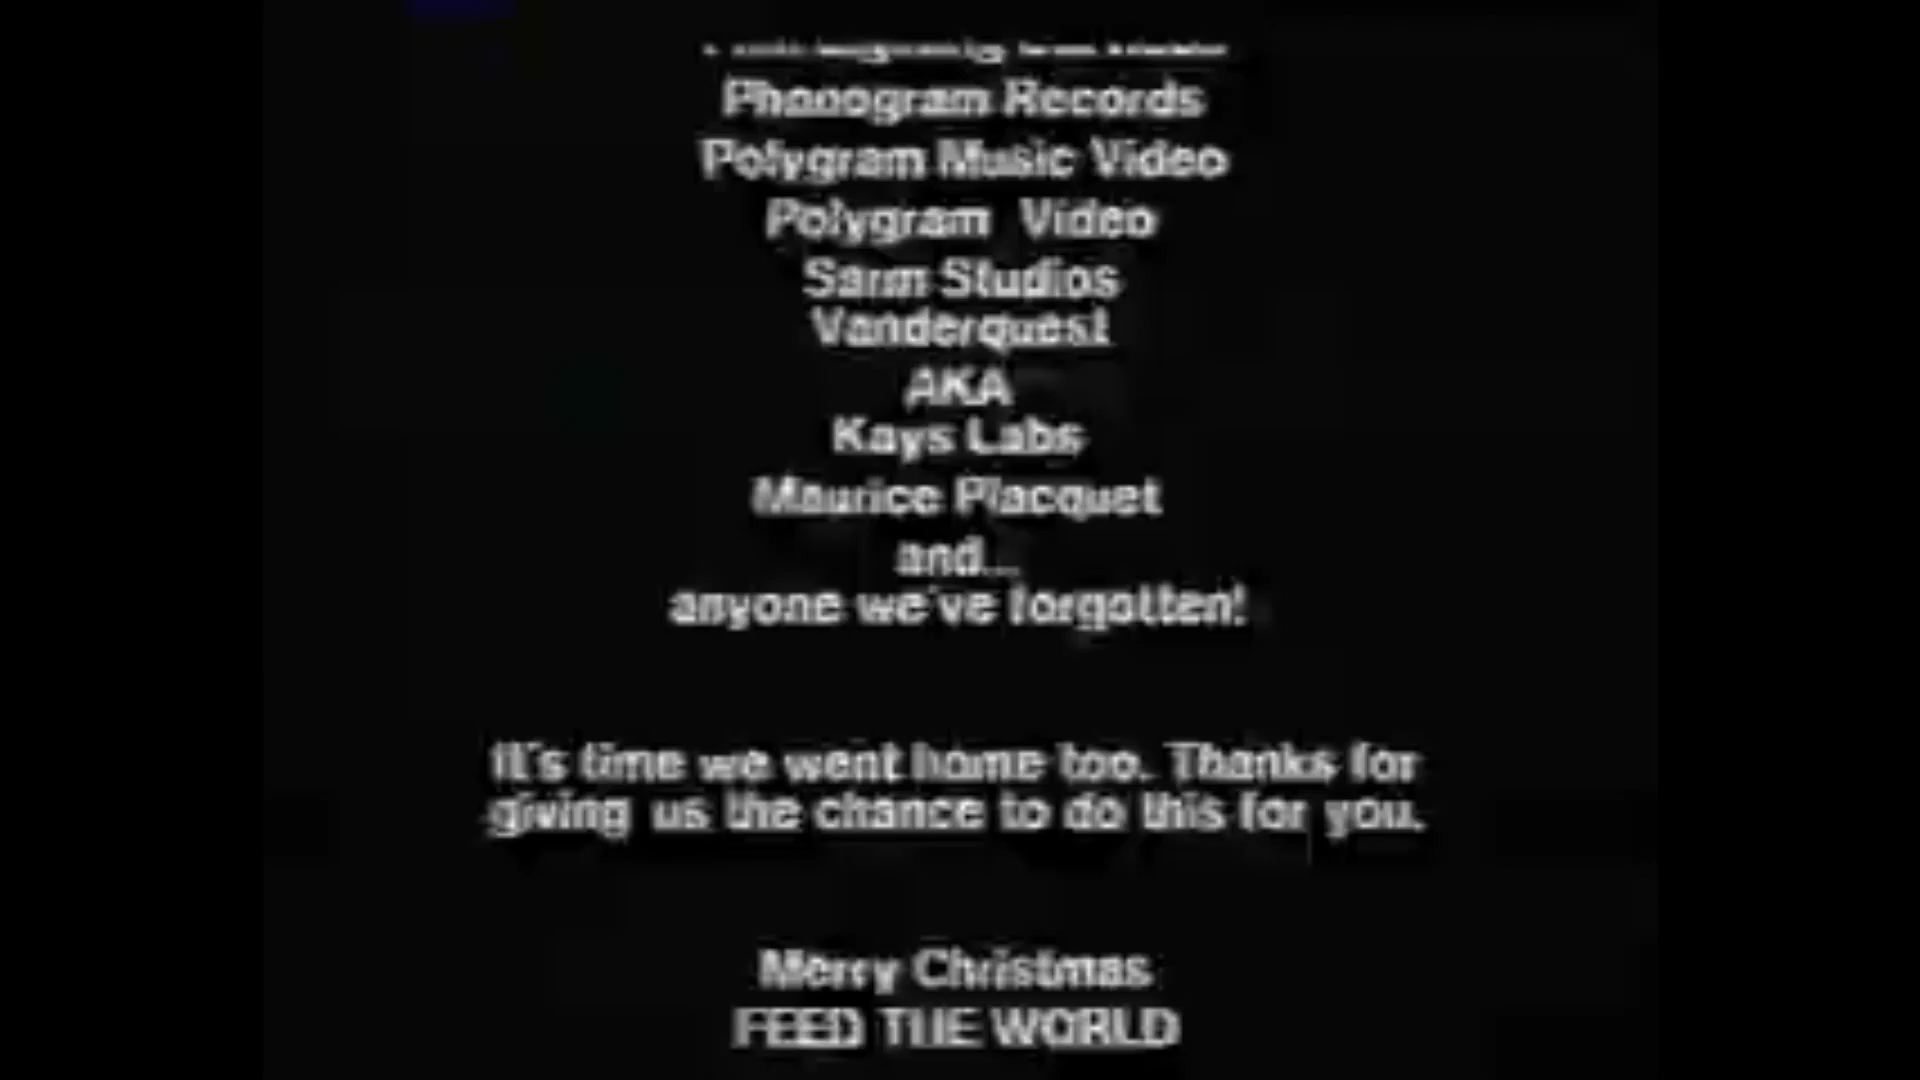 Phonogram Records
Polygram Music Video
Polygram Video
Sarm Studios
Vanderquest
AKA
Kays Labs
Maurice Placquet
and...
anyone we've forgotten!
It's time we went home too. Thanks for
giving us the chance to do this for you.
Merry Christmas
FEED THE WORLD